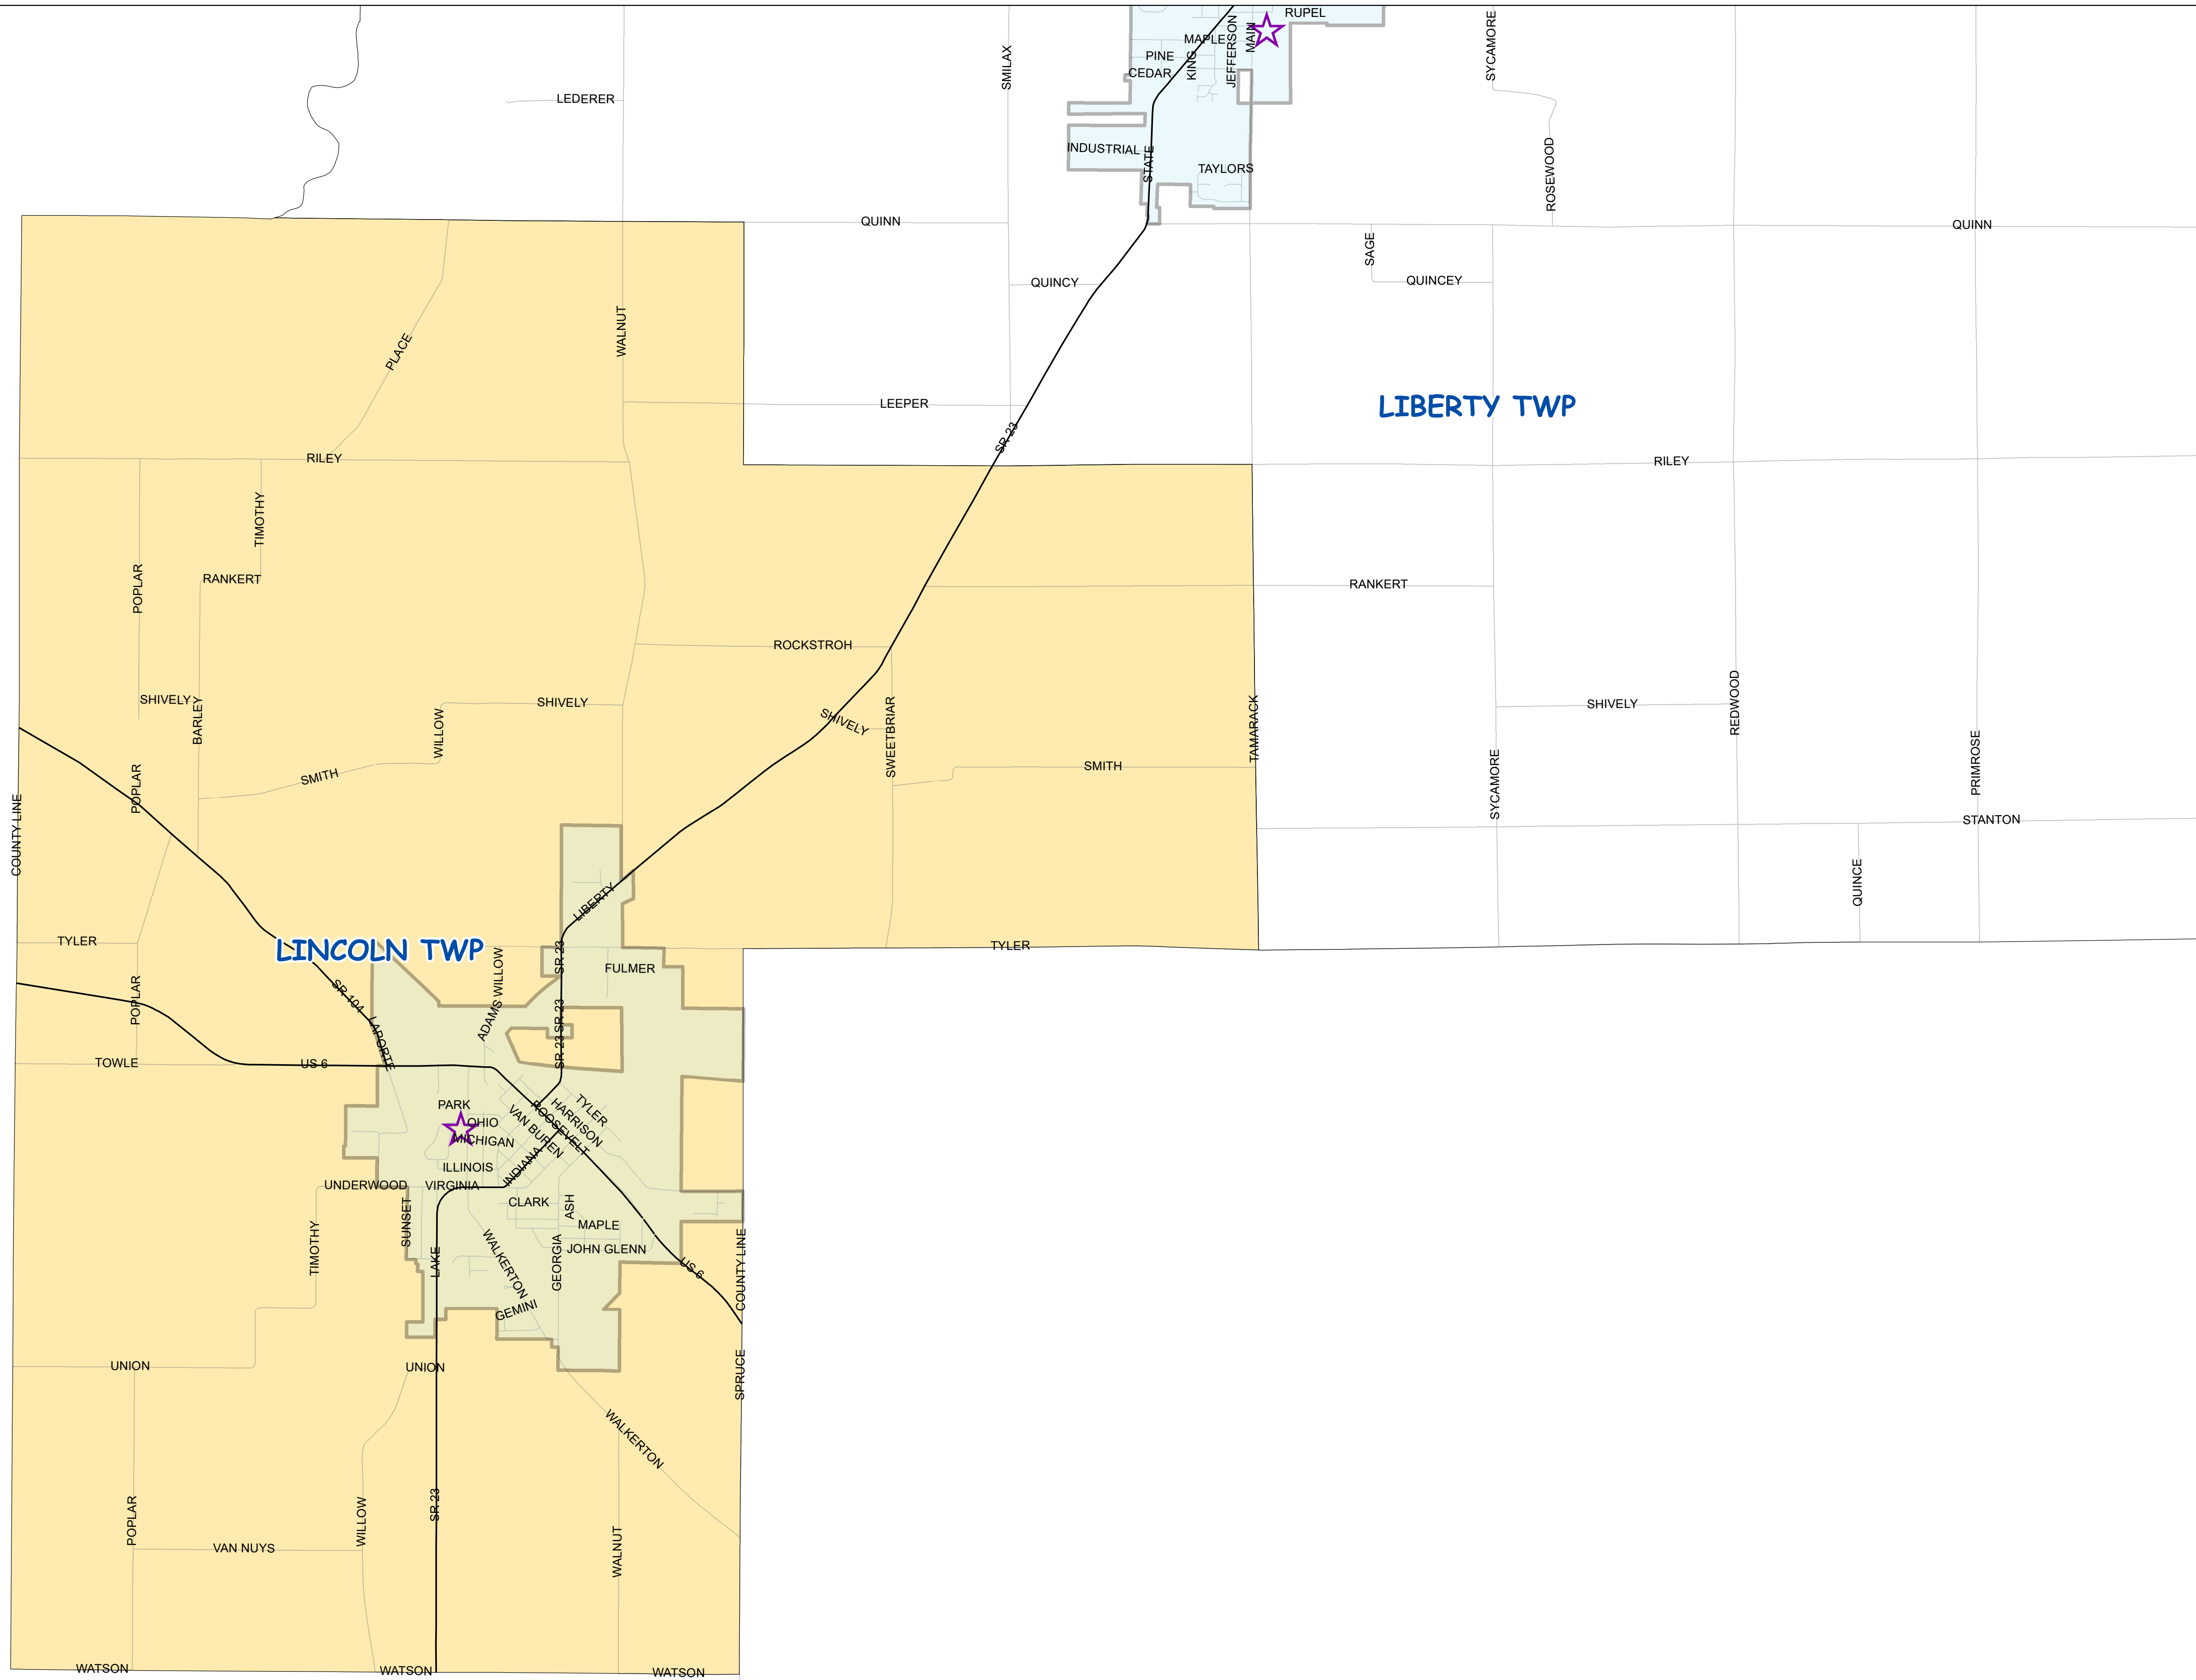 RUPEL
SYCAMORE
SMILAX
MAPLE
KING
JEFFERSON
MAIN
PINE
CEDAR
LEDERER
INDUSTRIAL
STATE
TAYLORS
ROSEWOOD
QUINN
QUINN
SAGE
QUINCY
QUINCEY
PLACE
WALNUT
LEEPER
LIBERTY TWP
SR 23
RILEY
RILEY
TIMOTHY
POPLAR
RANKERT
RANKERT
ROCKSTROH
SHIVELY
BARLEY
WILLOW
SHIVELY
SHIVELY
SWEETBRIAR
TAMARACK
SHIVELY
REDWOOD
SMITH
SMITH
POPLAR
SYCAMORE
PRIMROSE
COUNTY LINE
STANTON
QUINCE
LIBERTY
TYLER
LINCOLN TWP
TYLER
SR 23
FULMER
WILLOW
ADAMS
POPLAR
SR 104
LAPORTE
SR 23
SR 23
TOWLE
US 6
PARK
OHIO
MICHIGAN
VAN BUREN
ROOSEVELT
HARRISON
TYLER
ILLINOIS
INDIANA
UNDERWOOD
VIRGINIA
CLARK
ASH
SUNSET
MAPLE
TIMOTHY
LAKE
WALKERTON
GEORGIA
JOHN GLENN
US 6
COUNTY LINE
GEMINI
UNION
UNION
SPRUCE
WALKERTON
POPLAR
WILLOW
SR 23
WALNUT
VAN NUYS
WATSON
WATSON
WATSON